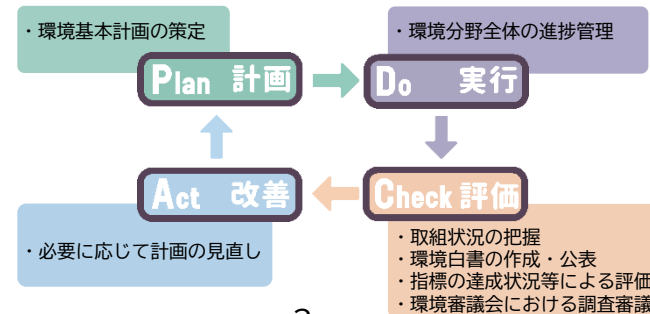 ・環境基本計画の策定
・環境分野全体の進捗管理
Plan 計画
Do 実行
Act 改善
Check 評価
・必要に応じて計画の見直し
・取組状況の把握
・環境白書の作成・公表
・指標の達成状況等による評価
・環境審議会における調査審議